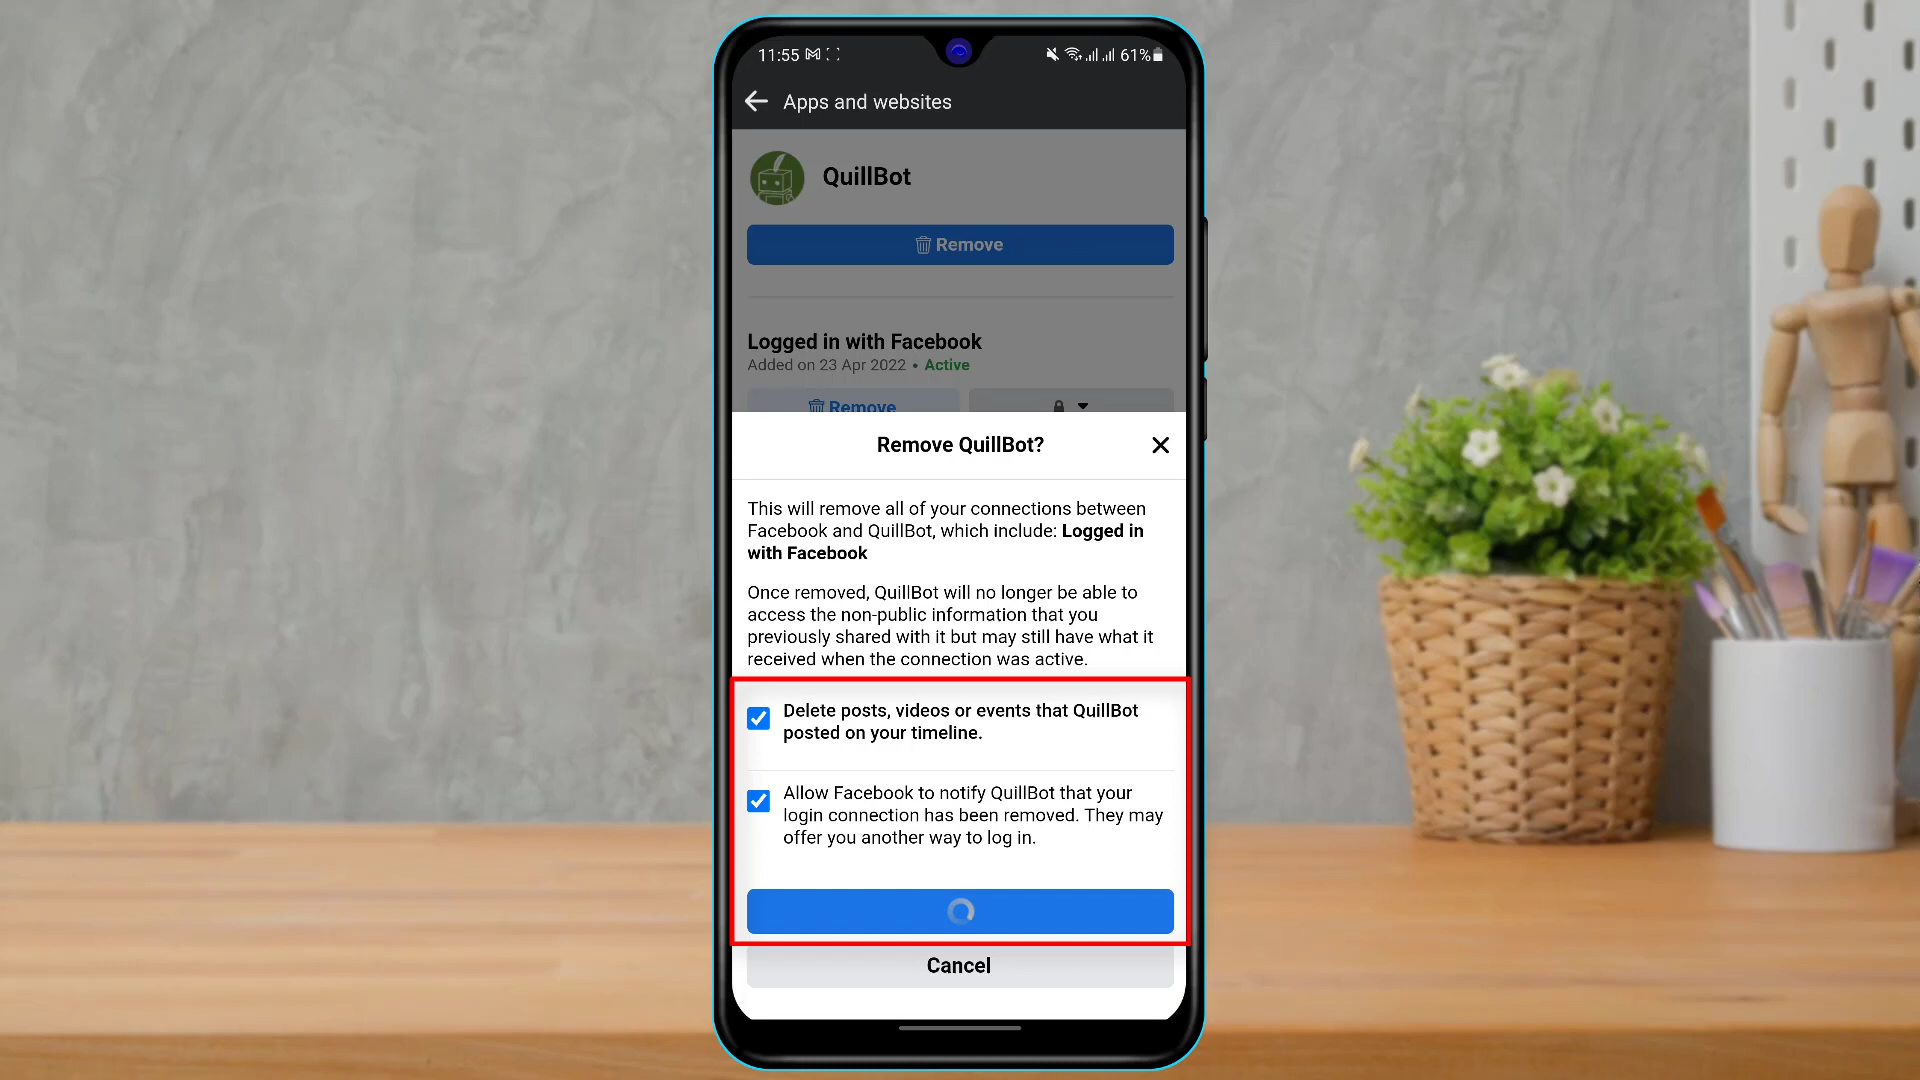 11:55 61%
Apps and websites
QuillBot
Remove
Logged in with Facebook
Added on 23 Apr 2022 • Active
Remove
Remove QuillBot?
This will remove all of your connections between
Facebook and QuillBot, which include: Logged in
with Facebook
Once removed, QuillBot will no longer be able to
access the non-public information that you
previously shared with it but may still have what it
received when the connection was active.
Delete posts, videos or events that QuillBot
posted on your timeline.
Allow Facebook to notify QuillBot that your
login connection has been removed. They may
offer you another way to log in.
Cancel